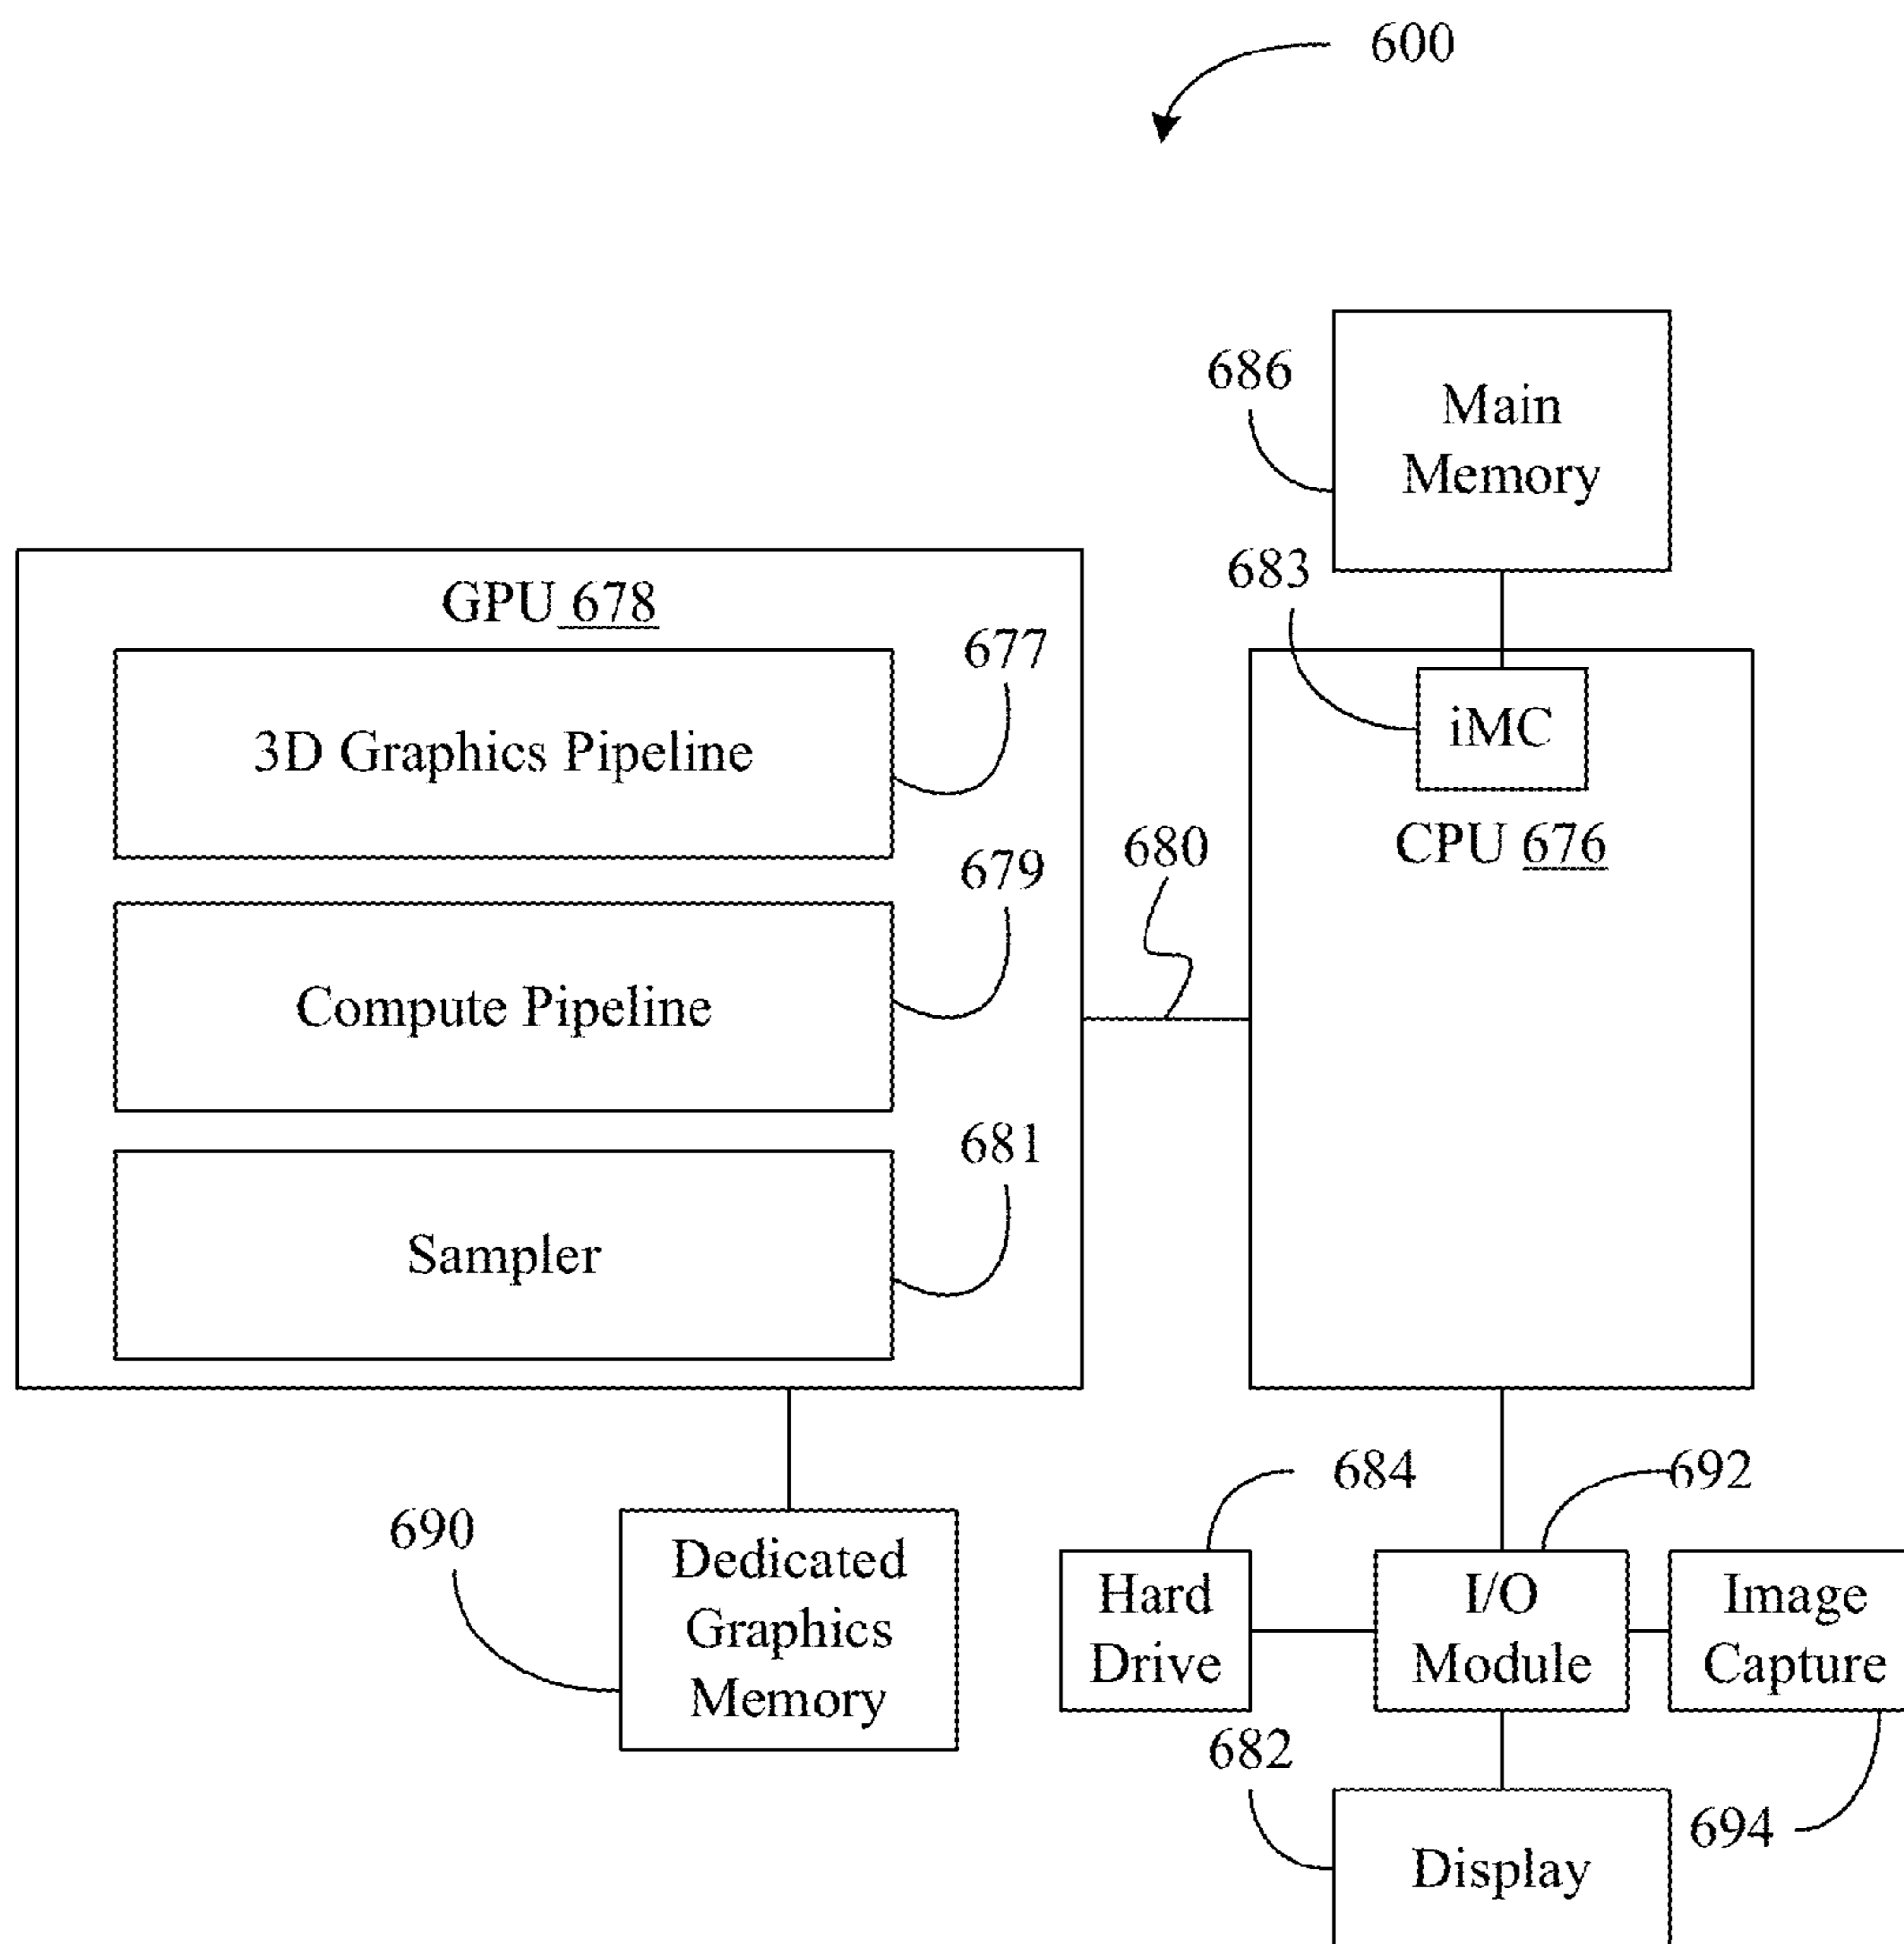 600
686
Main
Memory
683
GPU 678
677
iMC
3D Graphics Pipeline
680
CPU 676
679
Compute Pipeline
681
Sampler
684
692
690
Dedicated
Graphics
Memory
Hard
Drive
I/O
Module
Image
Capture
682
694
Display